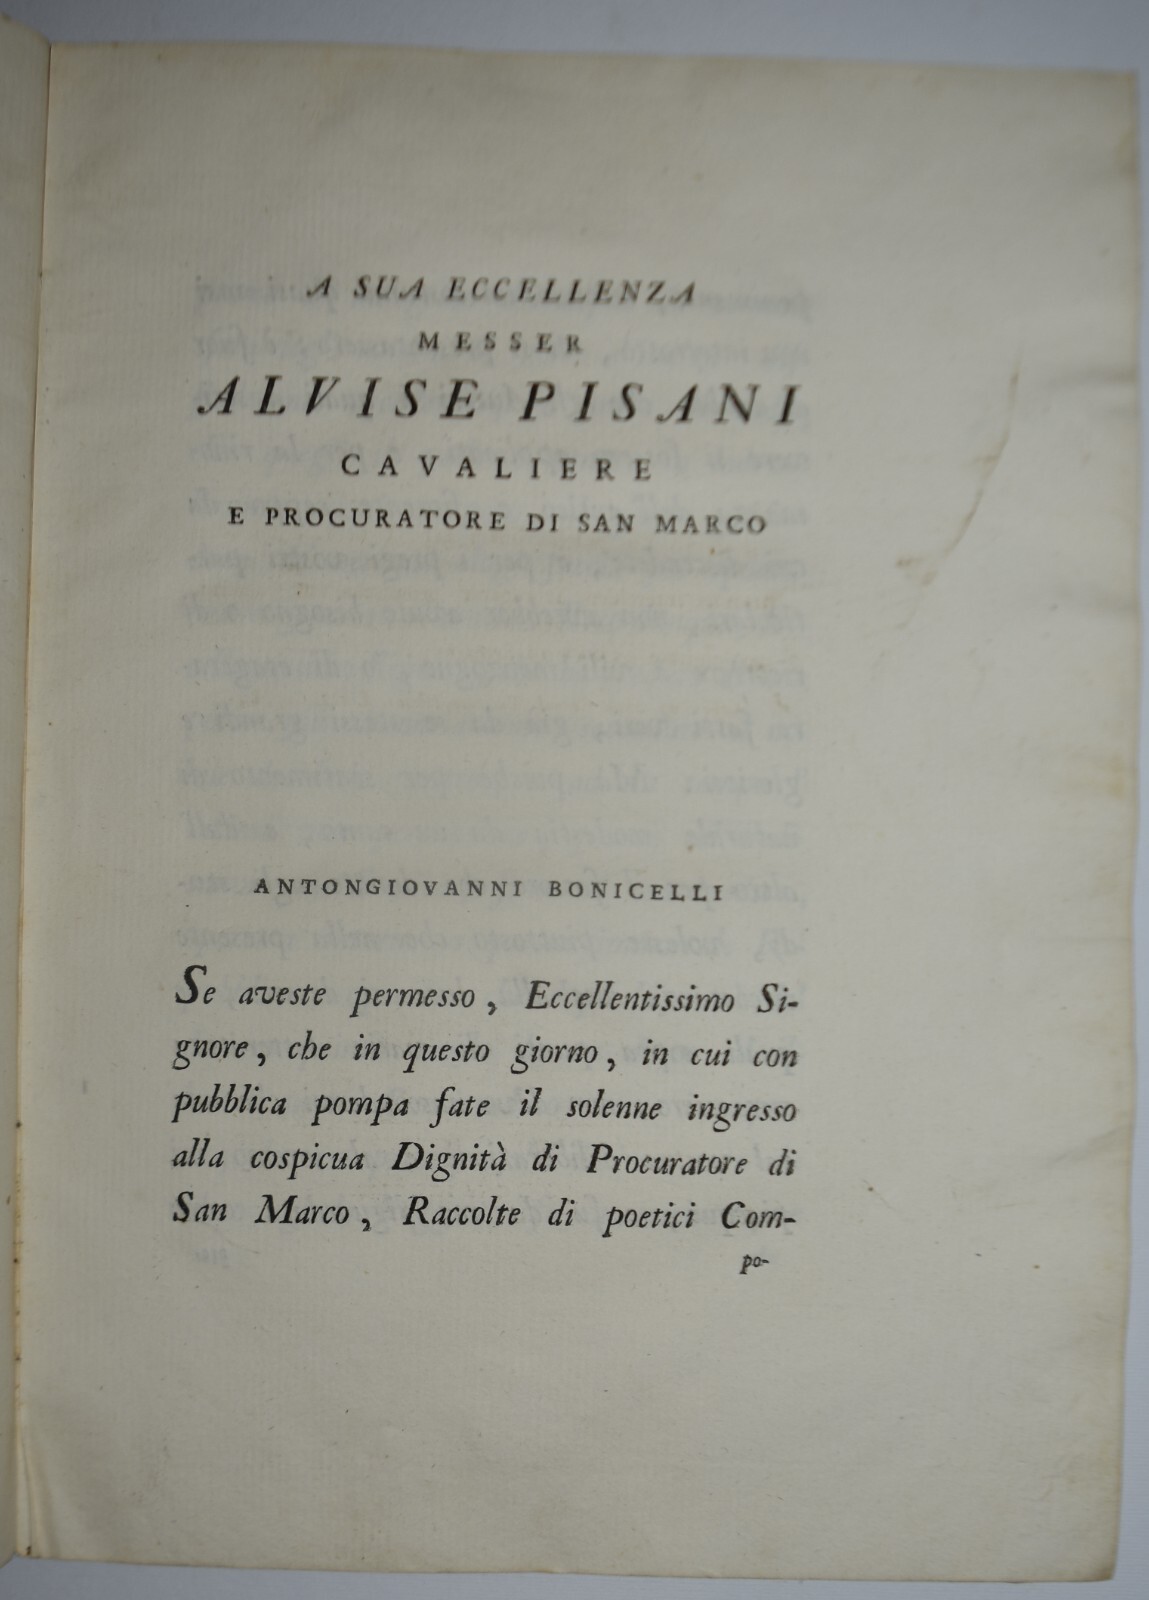 A SUA ECCELLENZA
MESSER
ALVISE PISANI
CAVALIERE
E PROCURATORE DI SAN MARCO
ANTONGIOVANNI BONICELLI
Se aveste permesso, Eccellentissimo Si-
gnore, che in questo giorno, in cui con
pubblica pompa fate il solenne ingresso
alla cospicua Dignità di Procuratore di
San Marco, Raccolte di poetici Com-
po-